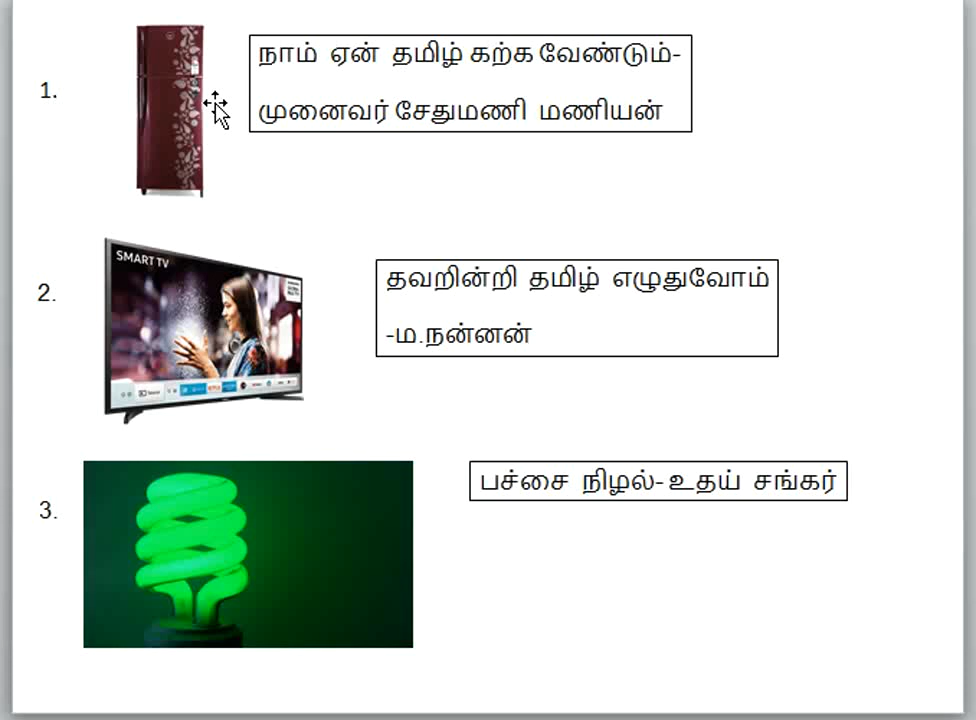 1.
நாம் ஏன் தமிழ் கற்க வேண்டும்-
முனைவர் சேதுமணி மணியன்
2.
SMART TV
தவறின்றி தமிழ் எழுதுவோம்
-ம.நன்னன்
3.
பச்சை நிழல்- உதய் சங்கர்